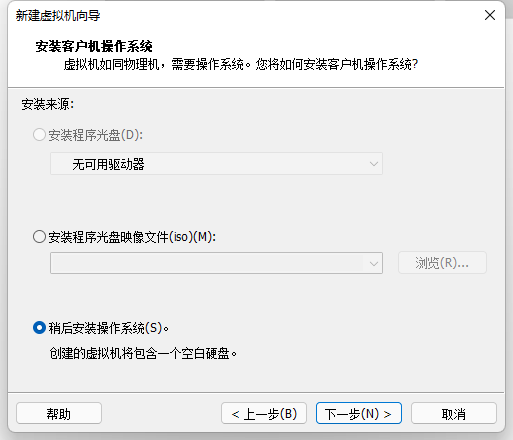 新建虚拟机向导
安装客户机操作系统
虚拟机如同物理机，需要操作系统。您将如何安装客户机操作系统?
安装来源:
安装程序光盘(D):
无可用驱动器
安装程序光盘映像文件(iso)(M):
浏览(R)...
稍后安装操作系统(S)。
创建的虚拟机将包含一个空白硬盘。
帮助
< 上一步(B)
下一步(N) >
取消